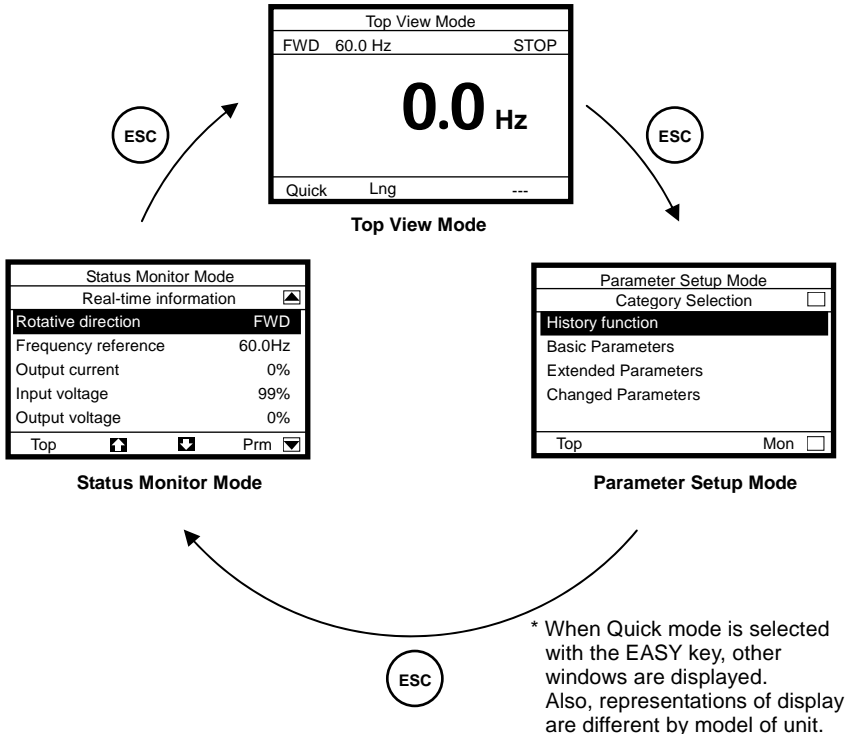 Top View Mode
FWD 60.0 Hz STOP
0.0 Hz
Quick Lng ---
Top View Mode
ESC
ESC
Status Monitor Mode
Real-time information
Rotative direction FWD
Frequency reference 60.0Hz
Output current 0%
Input voltage 99%
Output voltage 0%
Top Prm
Status Monitor Mode
Parameter Setup Mode
Category Selection
History function
Basic Parameters
Extended Parameters
Changed Parameters
Top Mon
Parameter Setup Mode
ESC
* When Quick mode is selected
with the EASY key, other
windows are displayed.
Also, representations of display
are different by model of unit.